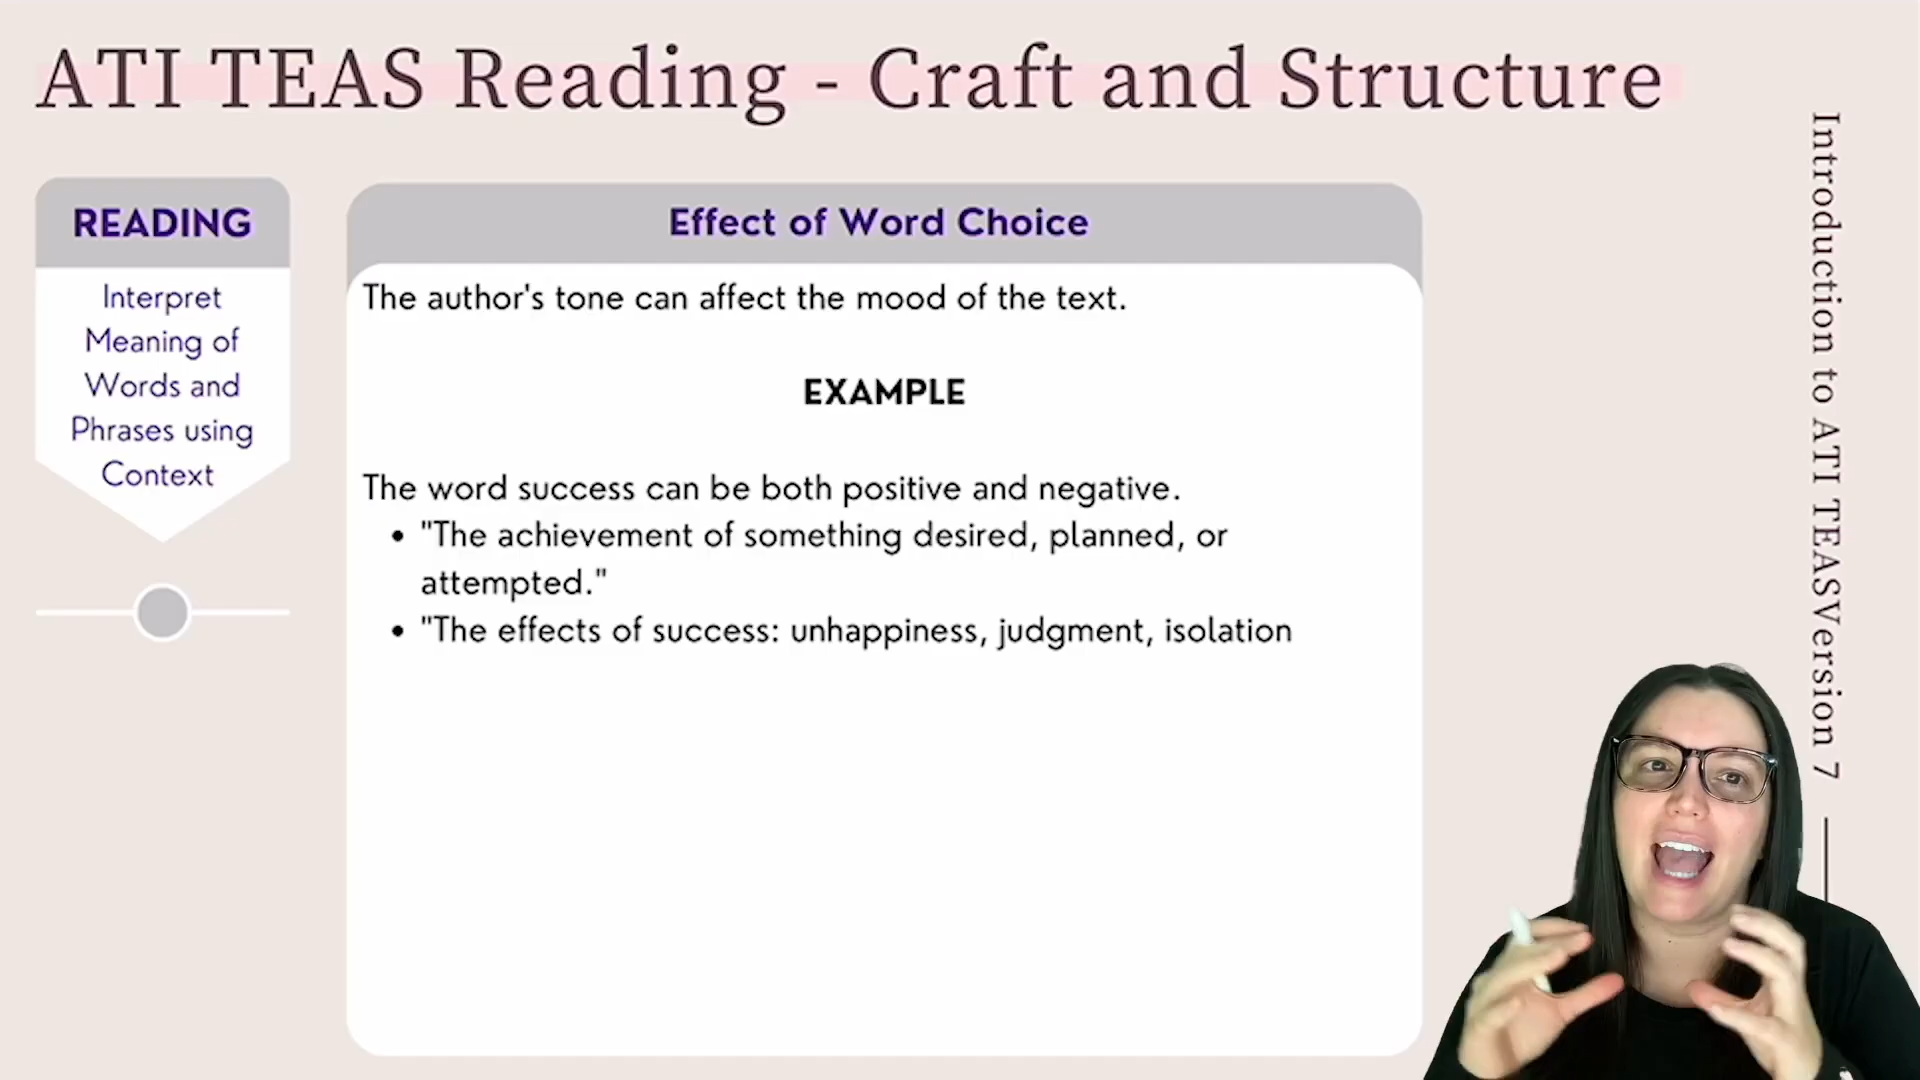 ATI TEAS Reading - Craft and Structure
READING
Interpret
Meaning of
Words and
Phrases using
Context
Effect of Word Choice
The author's tone can affect the mood of the text.
EXAMPLE
The word success can be both positive and negative.
• "The achievement of something desired, planned, or
attempted."
• "The effects of success: unhappiness, judgment, isolation
Introduction to ATI TEASVersion 7